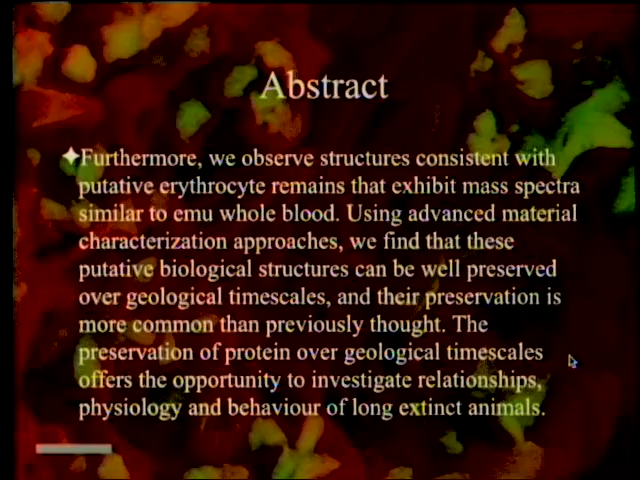 Abstract
Furthermore, we observe structures consistent with
putative erythrocyte remains that exhibit mass spectra
similar to emu whole blood. Using advanced material
characterization approaches, we find that these
putative biological structures can be well preserved
over geological timescales, and their preservation is
more common than previously thought. The
preservation of protein over geological timescales
offers the opportunity to investigate relationships,
physiology and behaviour of long extinct animals.